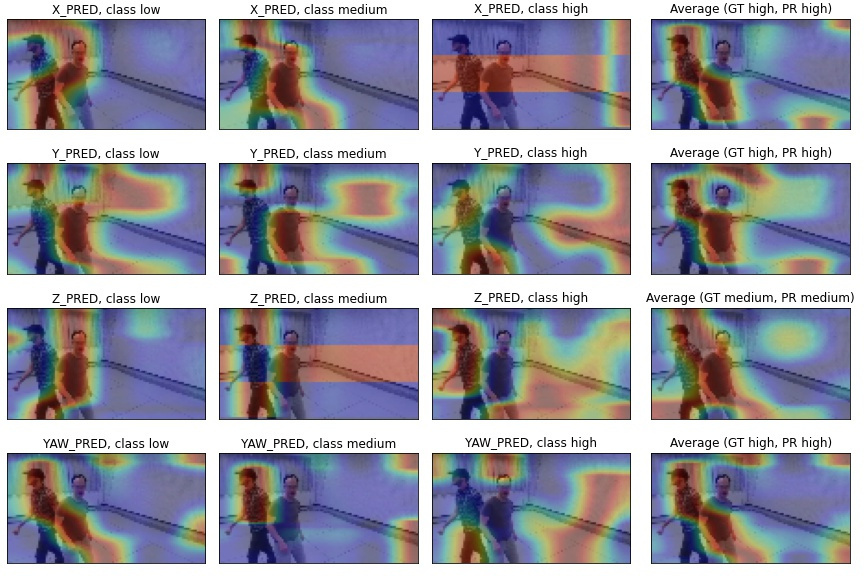 X_PRED, class low
X_PRED, class medium
X_PRED, class high
Average (GT high, PR high)
Y_PRED, class low
Y_PRED, class medium
Y_PRED, class high
Average (GT high, PR high)
Z_PRED, class low
Z_PRED, class medium
Z_PRED, class high
Average (GT medium, PR medium)
YAW_PRED, class low
YAW_PRED, class medium
YAW_PRED, class high
Average (GT high, PR high)